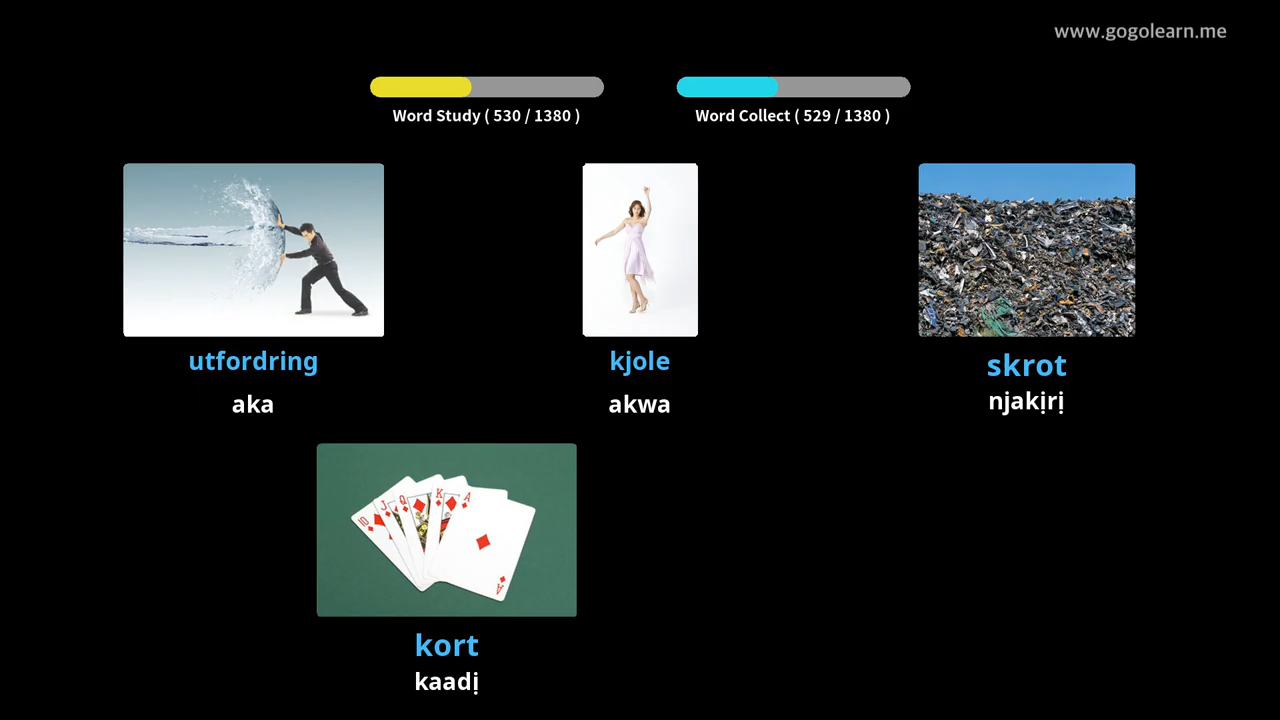 www.gogolearn.me
Word Study ( 530 / 1380 )
Word Collect ( 529 / 1380 )
utfordring
aka
kjole
akwa
skrot
njakịrị
10 J Q K A
A
kort
kaadị